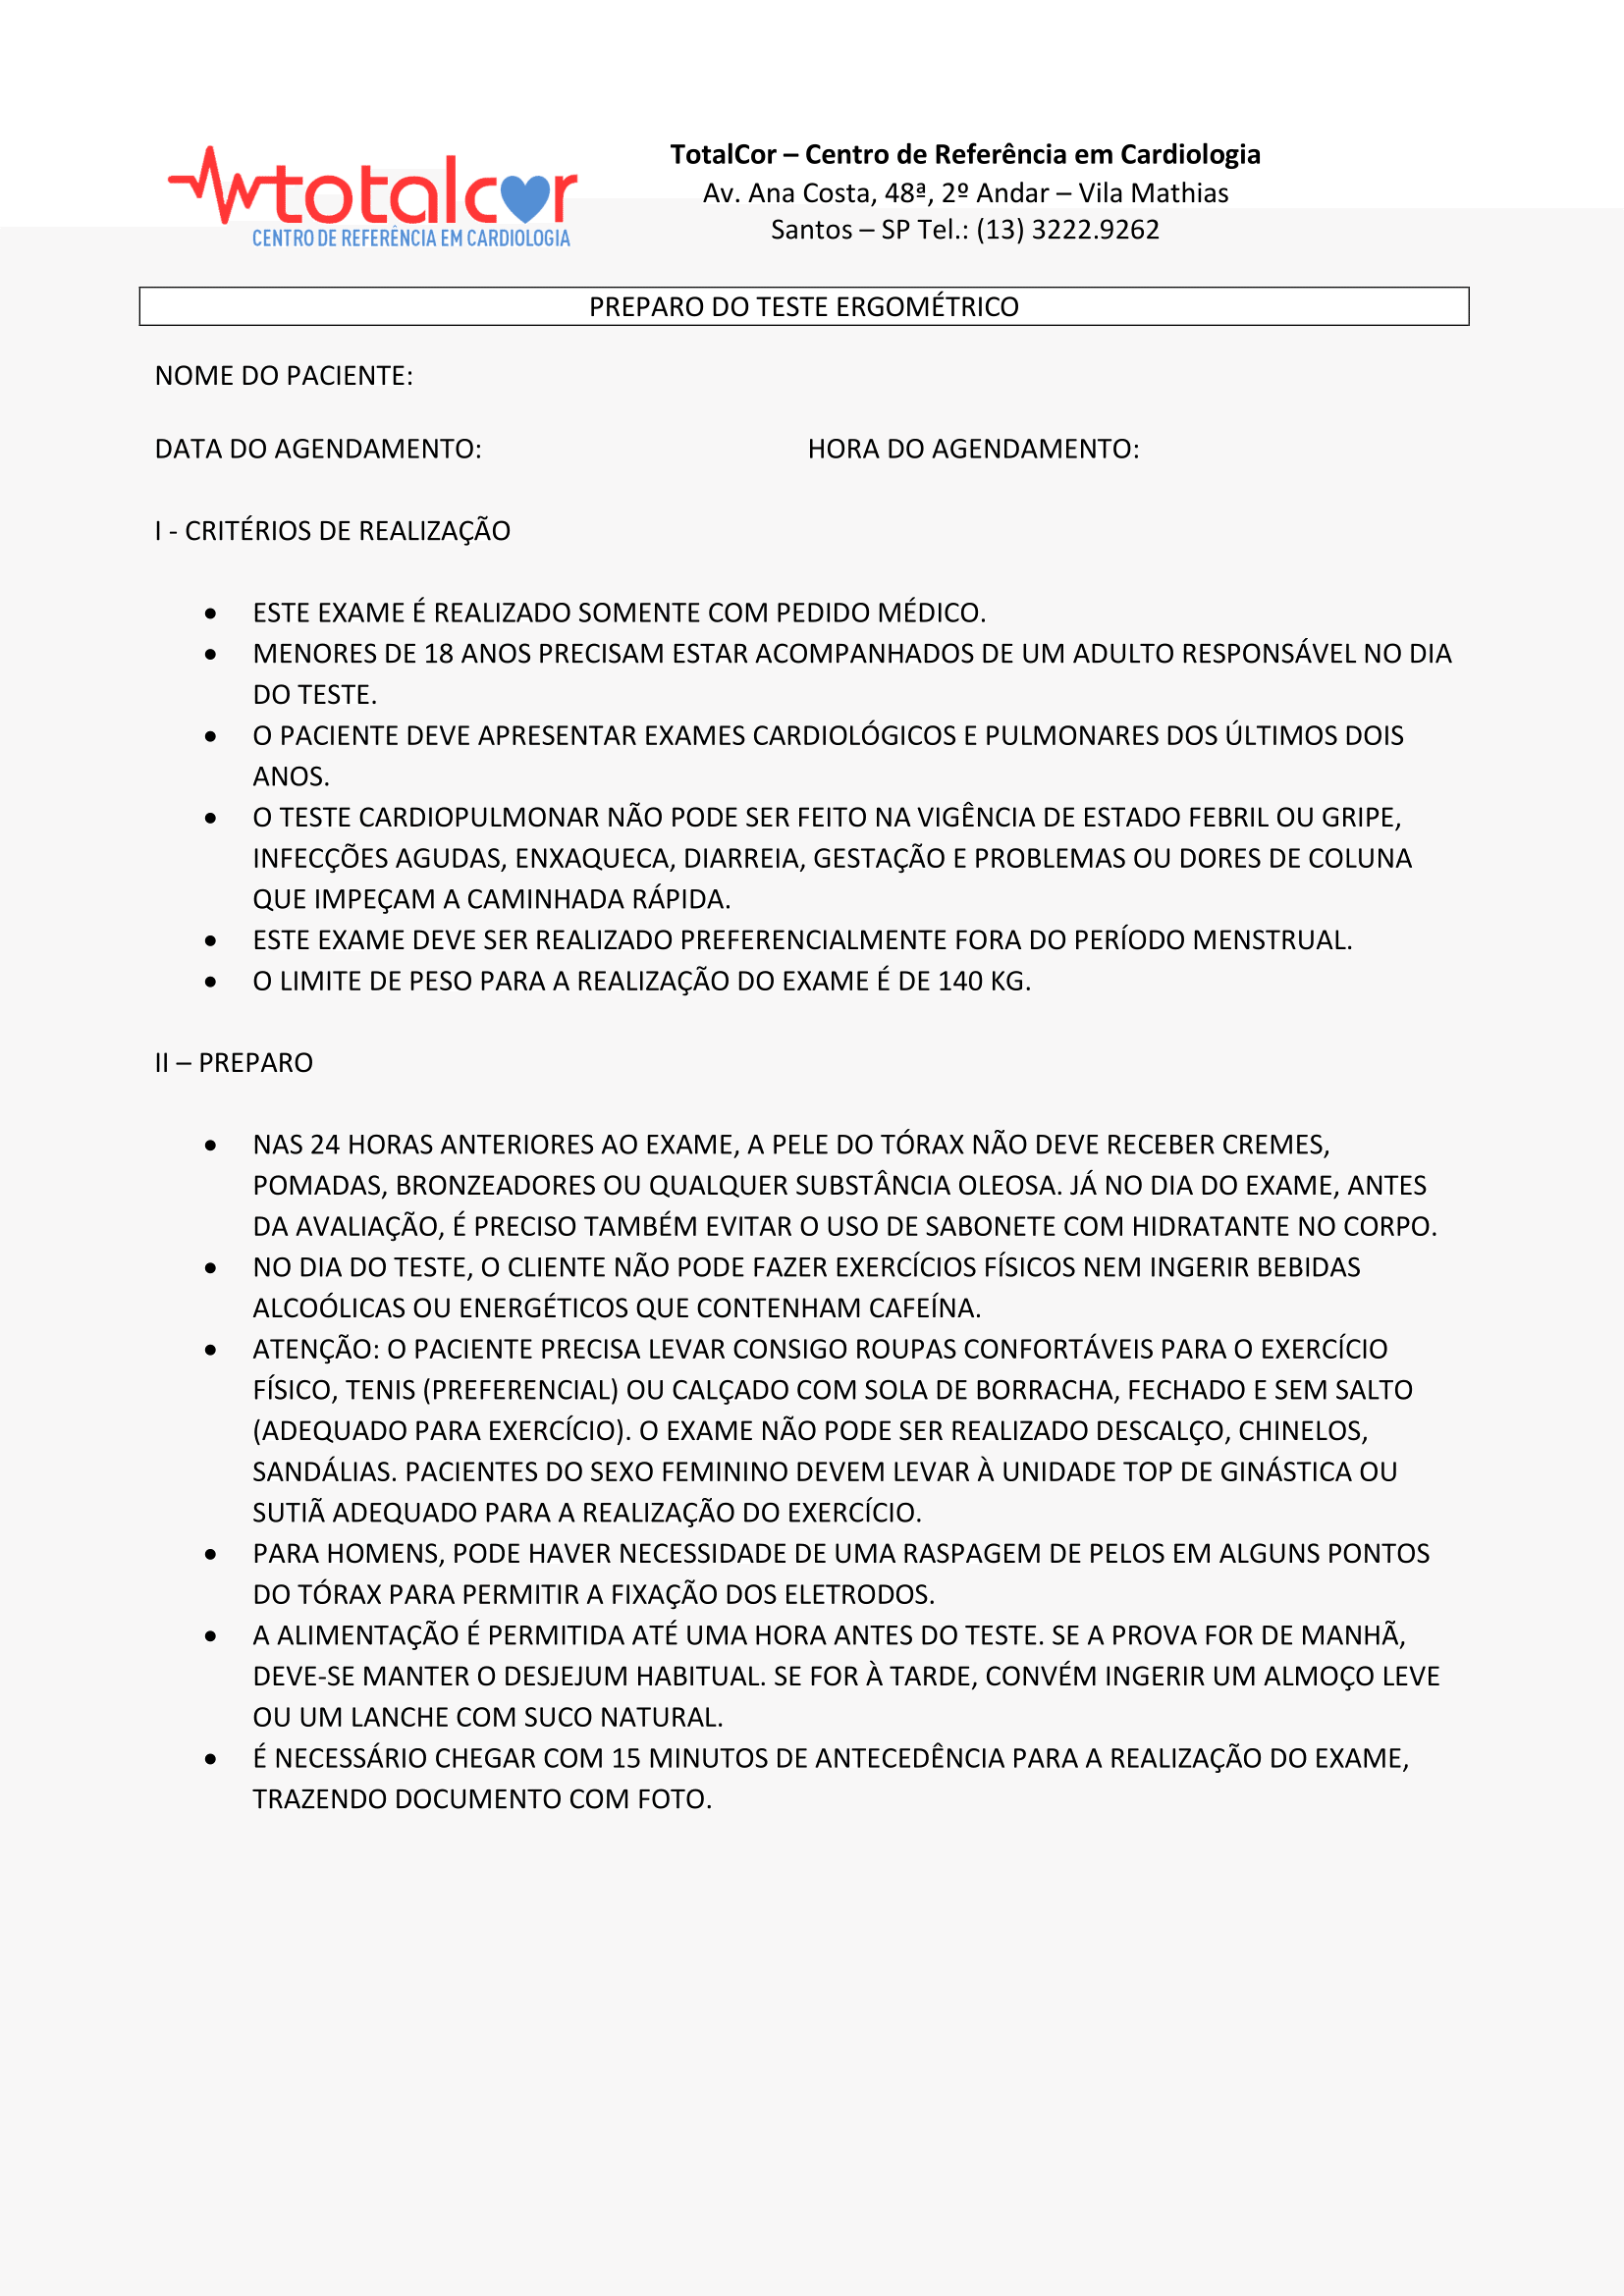 totalcor
CENTRO DE REFERÊNCIA EM CARDIOLOGIA
TotalCor – Centro de Referência em Cardiologia
Av. Ana Costa, 48ª, 2º Andar – Vila Mathias
Santos – SP Tel.: (13) 3222.9262
PREPARO DO TESTE ERGOMÉTRICO
NOME DO PACIENTE:
DATA DO AGENDAMENTO: HORA DO AGENDAMENTO:
I - CRITÉRIOS DE REALIZAÇÃO
• ESTE EXAME É REALIZADO SOMENTE COM PEDIDO MÉDICO.
• MENORES DE 18 ANOS PRECISAM ESTAR ACOMPANHADOS DE UM ADULTO RESPONSÁVEL NO DIA
DO TESTE.
• O PACIENTE DEVE APRESENTAR EXAMES CARDIOLÓGICOS E PULMONARES DOS ÚLTIMOS DOIS
ANOS.
• O TESTE CARDIOPULMONAR NÃO PODE SER FEITO NA VIGÊNCIA DE ESTADO FEBRIL OU GRIPE,
INFECÇÕES AGUDAS, ENXAQUECA, DIARREIA, GESTAÇÃO E PROBLEMAS OU DORES DE COLUNA
QUE IMPEÇAM A CAMINHADA RÁPIDA.
• ESTE EXAME DEVE SER REALIZADO PREFERENCIALMENTE FORA DO PERÍODO MENSTRUAL.
• O LIMITE DE PESO PARA A REALIZAÇÃO DO EXAME É DE 140 KG.
II – PREPARO
• NAS 24 HORAS ANTERIORES AO EXAME, A PELE DO TÓRAX NÃO DEVE RECEBER CREMES,
POMADAS, BRONZEADORES OU QUALQUER SUBSTÂNCIA OLEOSA. JÁ NO DIA DO EXAME, ANTES
DA AVALIAÇÃO, É PRECISO TAMBÉM EVITAR O USO DE SABONETE COM HIDRATANTE NO CORPO.
• NO DIA DO TESTE, O CLIENTE NÃO PODE FAZER EXERCÍCIOS FÍSICOS NEM INGERIR BEBIDAS
ALCOÓLICAS OU ENERGÉTICOS QUE CONTENHAM CAFEÍNA.
• ATENÇÃO: O PACIENTE PRECISA LEVAR CONSIGO ROUPAS CONFORTÁVEIS PARA O EXERCÍCIO
FÍSICO, TENIS (PREFERENCIAL) OU CALÇADO COM SOLA DE BORRACHA, FECHADO E SEM SALTO
(ADEQUADO PARA EXERCÍCIO). O EXAME NÃO PODE SER REALIZADO DESCALÇO, CHINELOS,
SANDÁLIAS. PACIENTES DO SEXO FEMININO DEVEM LEVAR À UNIDADE TOP DE GINÁSTICA OU
SUTIÃ ADEQUADO PARA A REALIZAÇÃO DO EXERCÍCIO.
• PARA HOMENS, PODE HAVER NECESSIDADE DE UMA RASPAGEM DE PELOS EM ALGUNS PONTOS
DO TÓRAX PARA PERMITIR A FIXAÇÃO DOS ELETRODOS.
• A ALIMENTAÇÃO É PERMITIDA ATÉ UMA HORA ANTES DO TESTE. SE A PROVA FOR DE MANHÃ,
DEVE-SE MANTER O DESJEJUM HABITUAL. SE FOR À TARDE, CONVÉM INGERIR UM ALMOÇO LEVE
OU UM LANCHE COM SUCO NATURAL.
• É NECESSÁRIO CHEGAR COM 15 MINUTOS DE ANTECEDÊNCIA PARA A REALIZAÇÃO DO EXAME,
TRAZENDO DOCUMENTO COM FOTO.